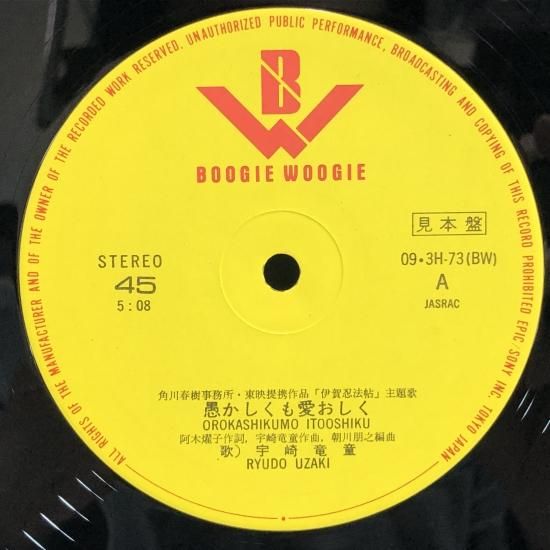 ALL RIGHTS OF THE MANUFACTURER AND OF THE OWNER OF THE RECORDED WORK RESERVED. UNAUTHORIZED PUBLIC PERFORMANCE, BROADCASTING AND COPYING OF THIS RECORD PROHIBITED EPIC/SONY INC. TOKYO JAPAN
BW
BOOGIE WOOGIE
見本盤
STEREO
45
5:08
09・3H-73(BW)
A
JASRAC
角川春樹事務所・東映提携作品「伊賀忍法帖」主題歌
愚かしくも愛おしく
OROKASHIKUMO ITOOSHIKU
阿木燿子作詞, 宇崎竜童作曲, 朝川朋之編曲
歌）宇崎竜童
RYUDO UZAKI